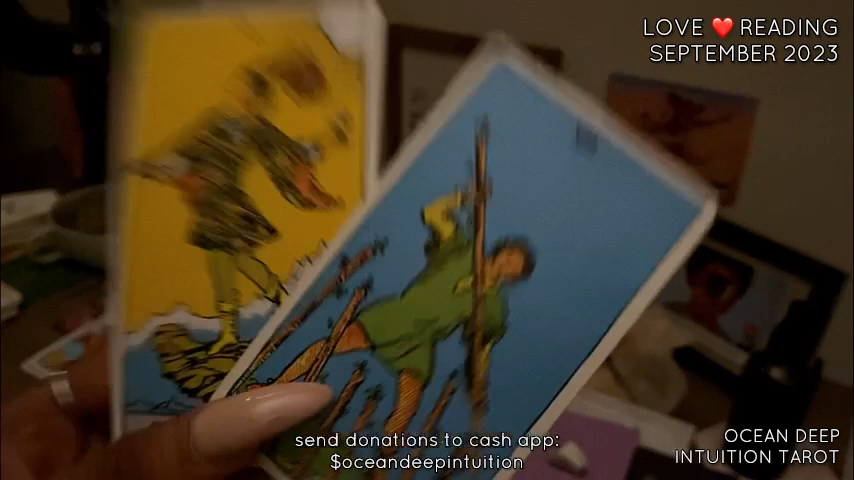 LOVE ❤️ READING
SEPTEMBER 2023
send donations to cash app:
$oceandeepintuition
OCEAN DEEP
INTUITION TAROT